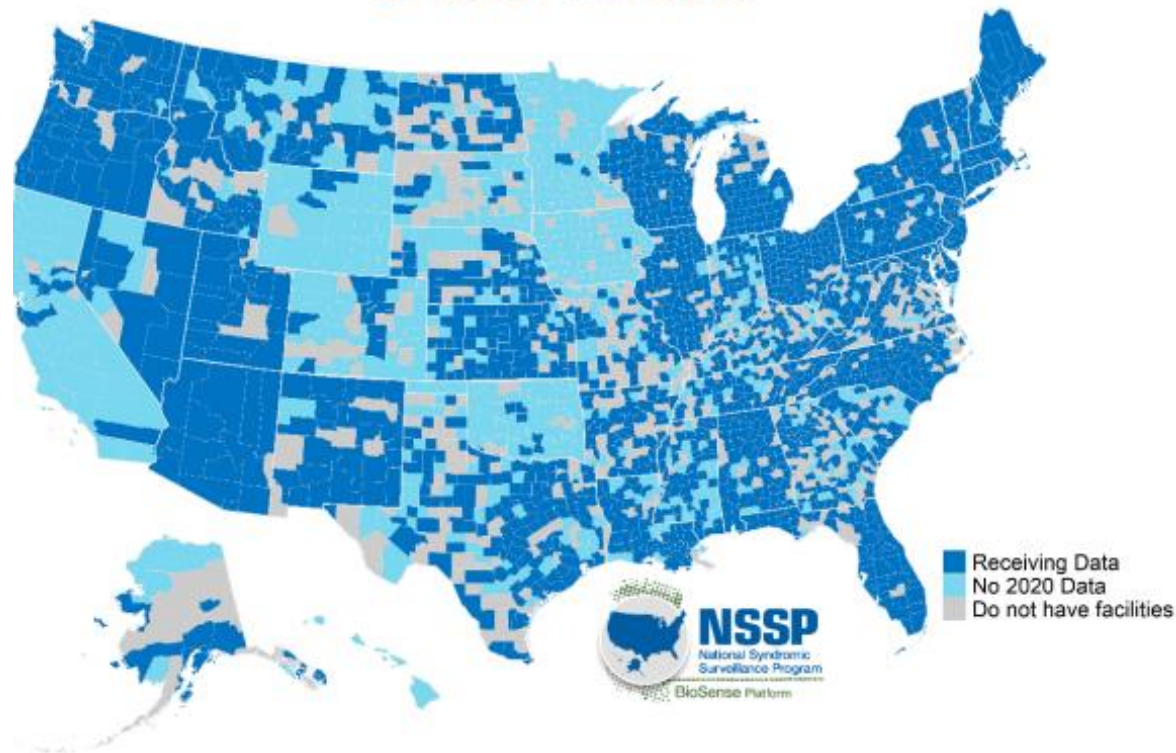 Receiving Data
No 2020 Data
Do not have facilities
NSSP
National Syndromic
Surveillance Program
BioSense Platform